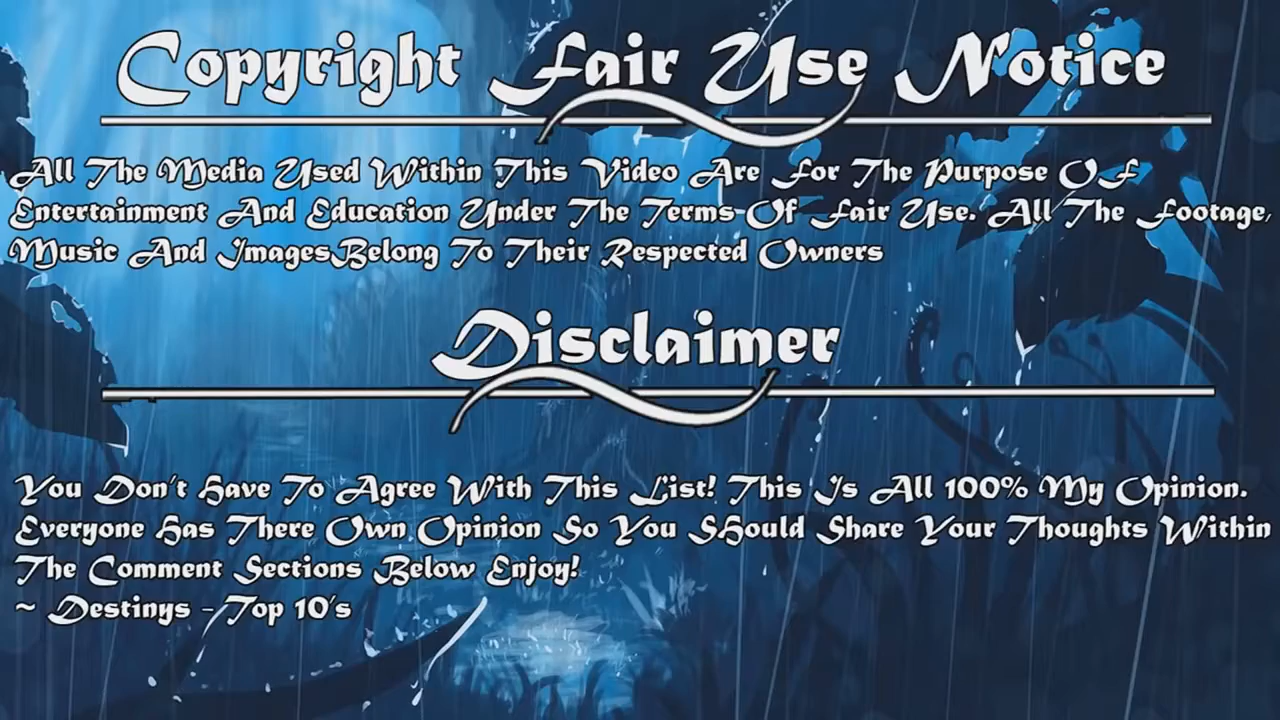 Copyright Fair Use Notice
All The Media Used Within This Video Are For The Purpose OF
Entertainment And Education Under The Terms Of Fair Use. All The Footage,
Music And Images Belong To Their Respected Owners
Disclaimer
You Don't Have To Agree With This List! This Is All 100% My Opinion.
Everyone Has There Own Opinion So You SHould Share Your Thoughts Within
The Comment Sections Below Enjoy!
~ Destinys - Top 10's